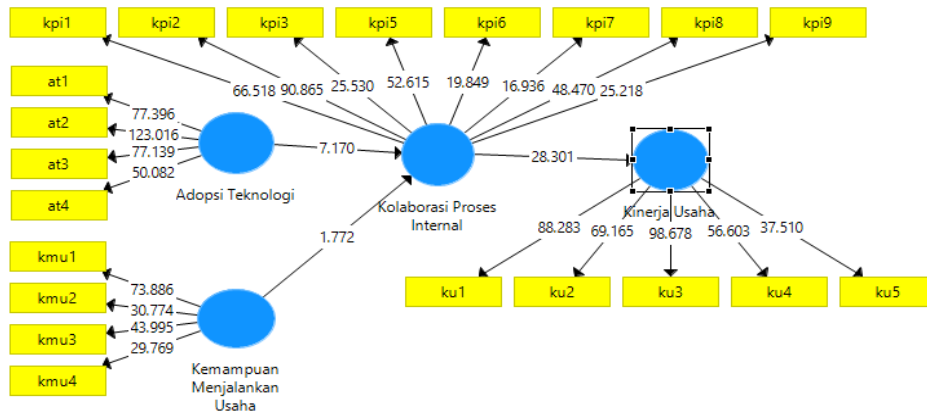 kpi1 kpi2 kpi3 kpi5 kpi6 kpi7 kpi8 kpi9
66.518 90.865 25.530 52.615 19.849 16.936 48.470 25.218
at1
at2
at3
at4
77.396
123.016
77.139
50.082
Adopsi Teknologi
7.170
Kolaborasi Proses
Internal
28.301
Kinerja Usaha
1.772
88.283 69.165 98.678 56.603 37.510
ku1 ku2 ku3 ku4 ku5
kmu1
kmu2
kmu3
kmu4
73.886
30.774
43.995
29.769
Kemampuan
Menjalankan
Usaha